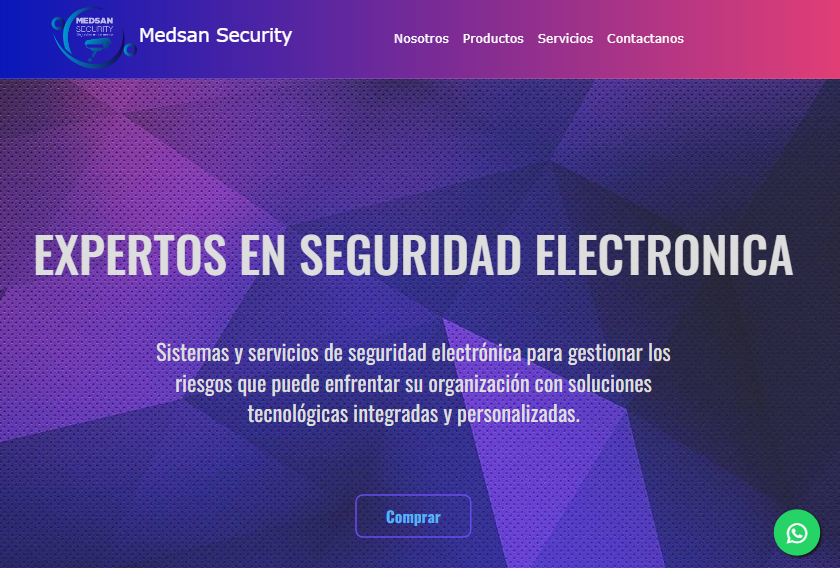 MEDSAN
SECURITY
Medsan Security
Nosotros Productos Servicios Contactanos
EXPERTOS EN SEGURIDAD ELECTRONICA
Sistemas y servicios de seguridad electrónica para gestionar los
riesgos que puede enfrentar su organización con soluciones
tecnológicas integradas y personalizadas.
Comprar